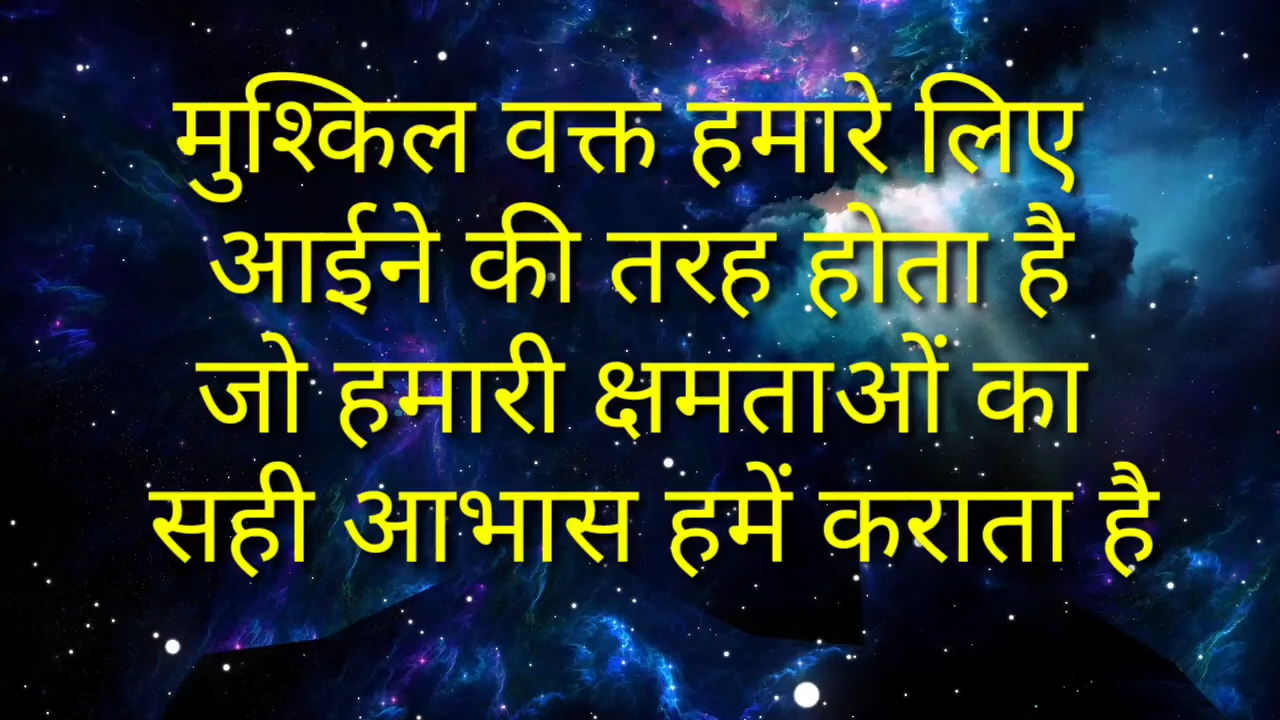 मुश्किल वक्त हमारे लिए
आईने की तरह होता है
जो हमारी क्षमताओं का
सही आभास हमें कराता है